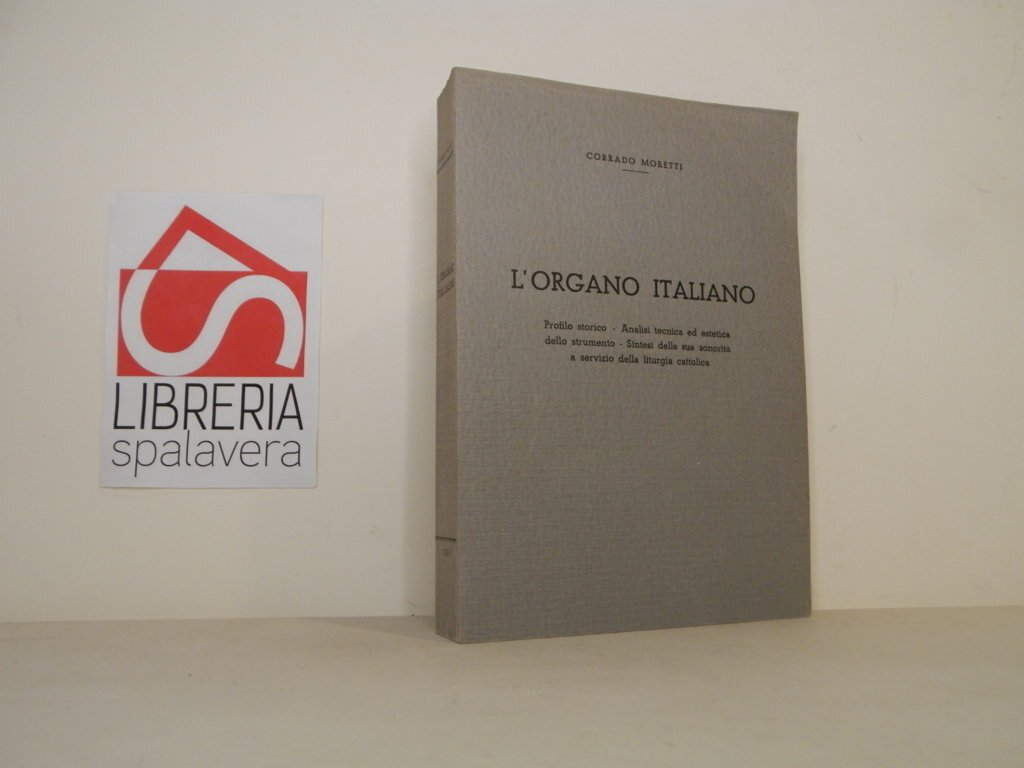 LIBRERIA
spalavera
CORRADO MORETTI
L'ORGANO ITALIANO
Profilo storico - Analisi tecnica ed estetica
dello strumento - Sintesi delle sue sonorità
a servizio della liturgia cattolica